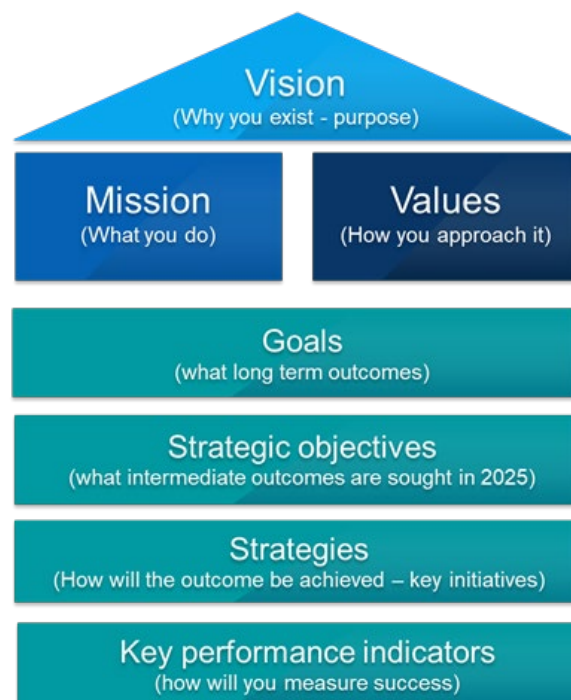 Vision
(Why you exist - purpose)
Mission
(What you do)
Values
(How you approach it)
Goals
(what long term outcomes)
Strategic objectives
(what intermediate outcomes are sought in 2025)
Strategies
(How will the outcome be achieved – key initiatives)
Key performance indicators
(how will you measure success)